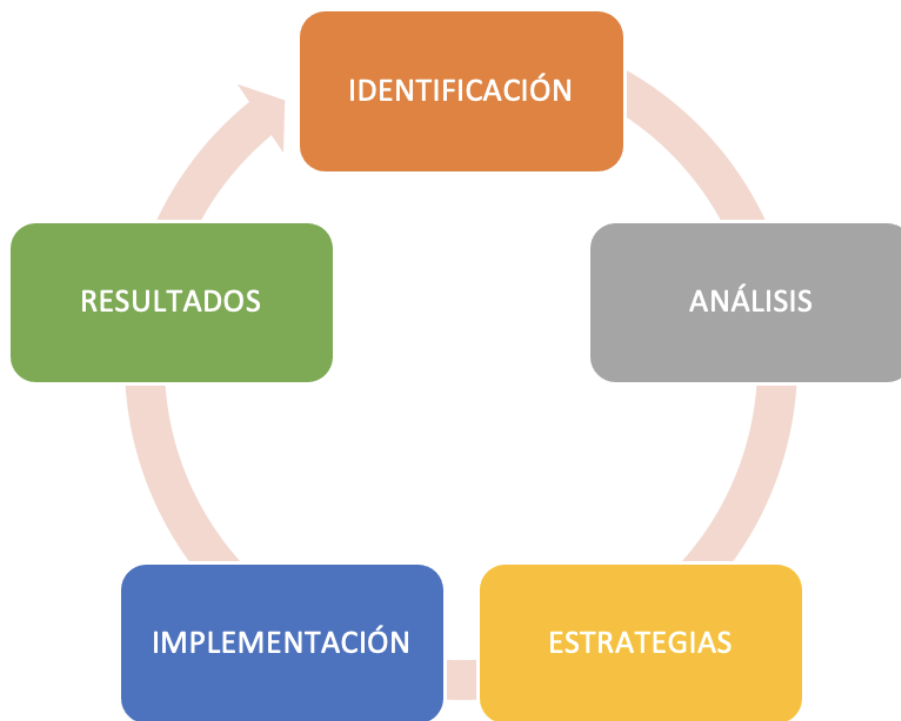 IDENTIFICACIÓN
ANÁLISIS
ESTRATEGIAS
IMPLEMENTACIÓN
RESULTADOS